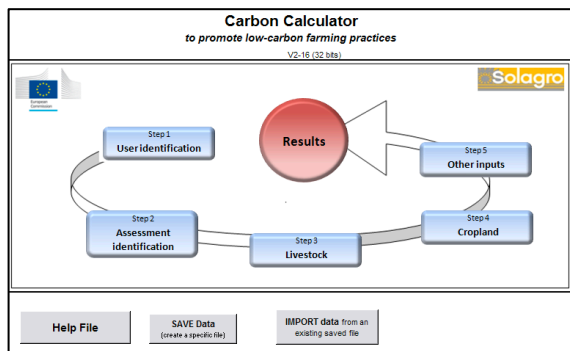 Carbon Calculator
to promote low-carbon farming practices
V2-16 (32 bits)
European
Commission
Solagro
Step 1
User identification
Results
Step 5
Other inputs
Step 2
Assessment
identification
Step 3
Livestock
Step 4
Cropland
Help File
SAVE Data
(create a specific file)
IMPORT data from an
existing saved file